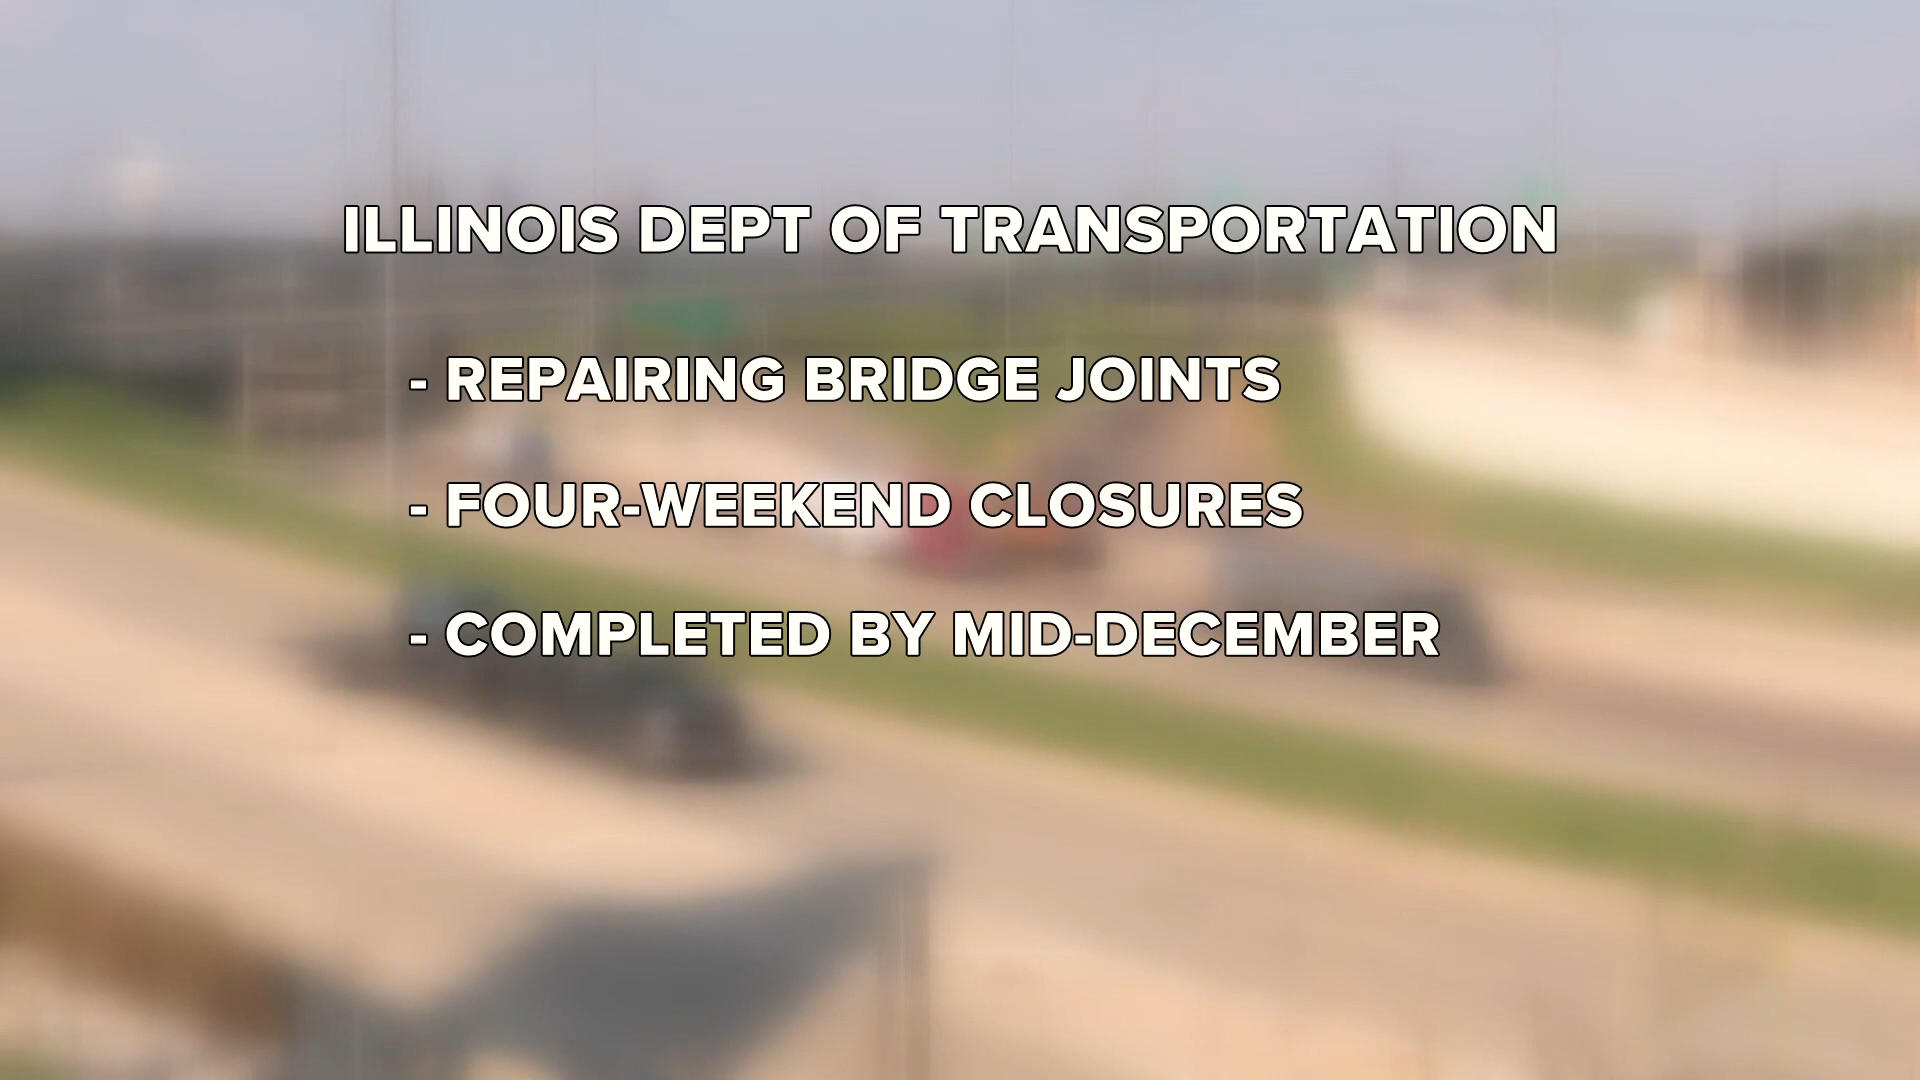 ILLINOIS DEPT OF TRANSPORTATION
- REPAIRING BRIDGE JOINTS
- FOUR-WEEKEND CLOSURES
- COMPLETED BY MID-DECEMBER